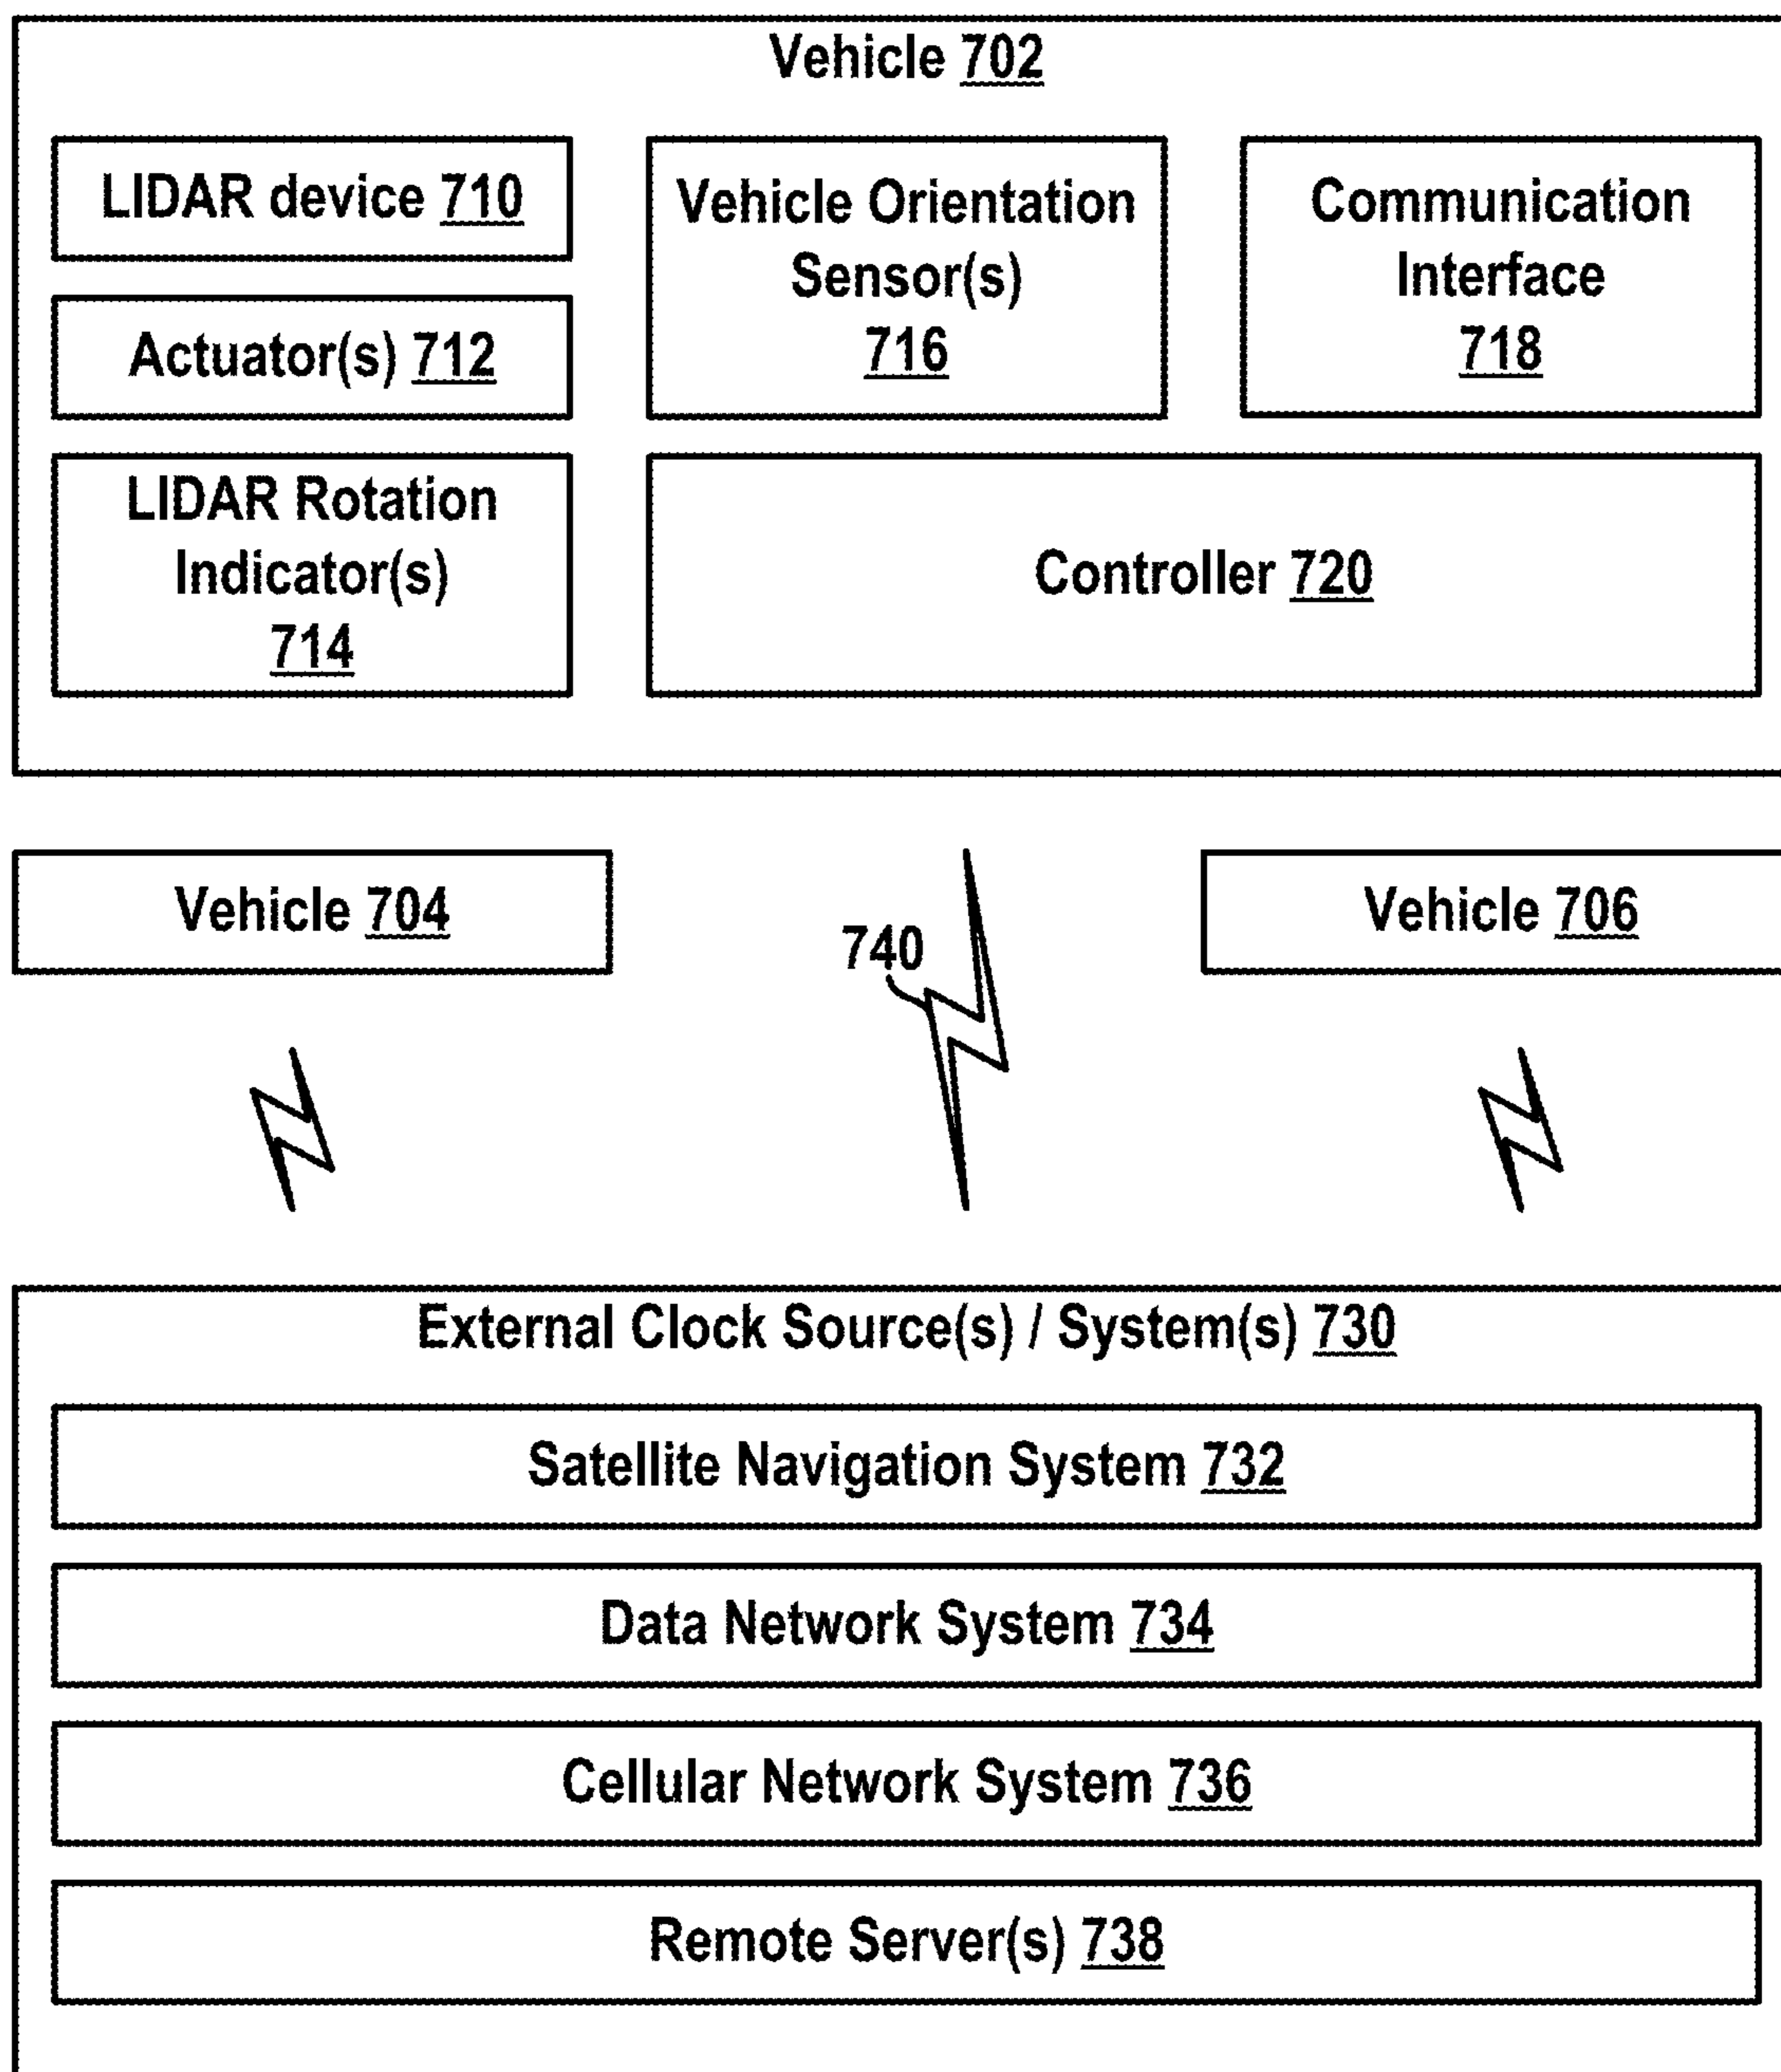 Vehicle 702
LIDAR device 710
Actuator(s) 712
LIDAR Rotation
Indicator(s)
714
Vehicle Orientation
Sensor(s)
716
Communication
Interface
718
Controller 720
Vehicle 704
740
Vehicle 706
External Clock Source(s) / System(s) 730
Satellite Navigation System 732
Data Network System 734
Cellular Network System 736
Remote Server(s) 738